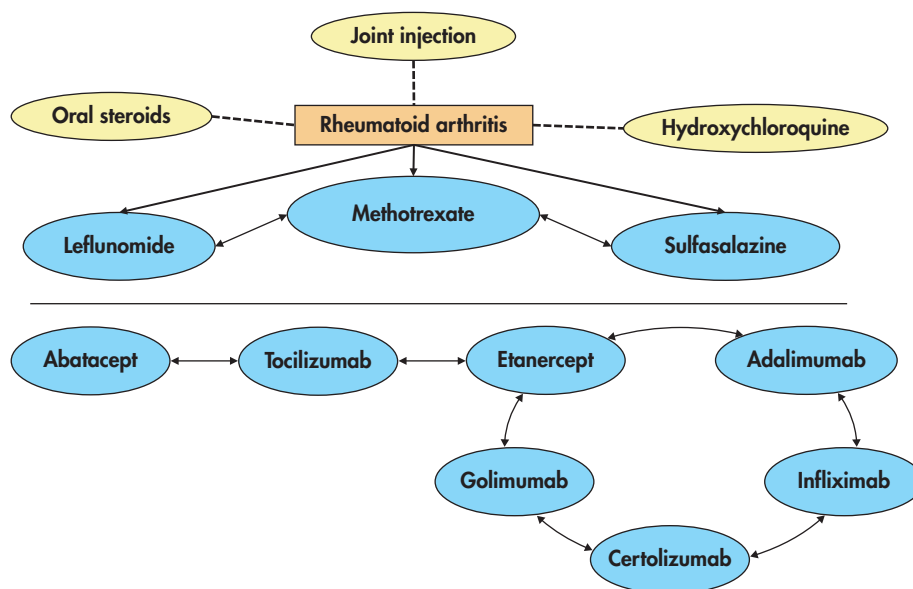 Joint injection
Oral steroids
Rheumatoid arthritis
Hydroxychloroquine
Methotrexate
Leflunomide
Sulfasalazine
Abatacept
Tocilizumab
Etanercept
Adalimumab
Golimumab
Infliximab
Certolizumab